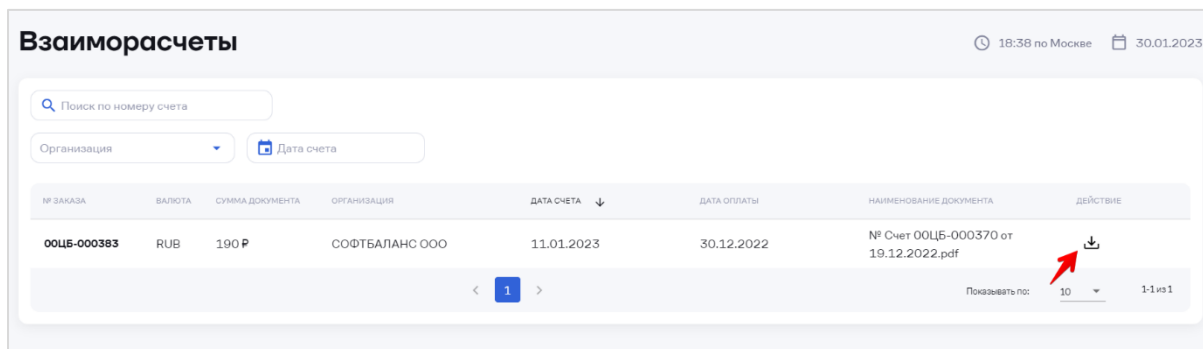 Взаиморасчеты
18:38 по Москве 30.01.2023
Поиск по номеру счета
Организация Дата счета
№ ЗАКАЗА ВАЛЮТА СУММА ДОКУМЕНТА ОРГАНИЗАЦИЯ ДАТА СЧЕТА ДАТА ОПЛАТЫ НАИМЕНОВАНИЕ ДОКУМЕНТА ДЕЙСТВИЕ
00ЦБ-000383 RUB 190 ₽ СОФТБАЛАНС ООО 11.01.2023 30.12.2022 № Счет 00ЦБ-000370 от
19.12.2022.pdf
1
Показывать по: 10 1-1 из 1